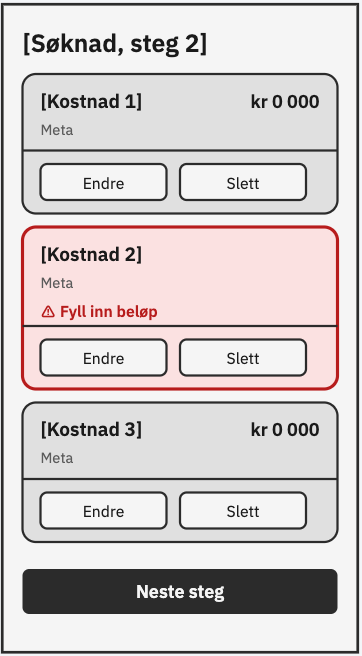 [Søknad, steg 2]
[Kostnad 1] kr 0 000
Meta
Endre Slett
[Kostnad 2]
Meta
Fyll inn beløp
Endre Slett
[Kostnad 3] kr 0 000
Meta
Endre Slett
Neste steg